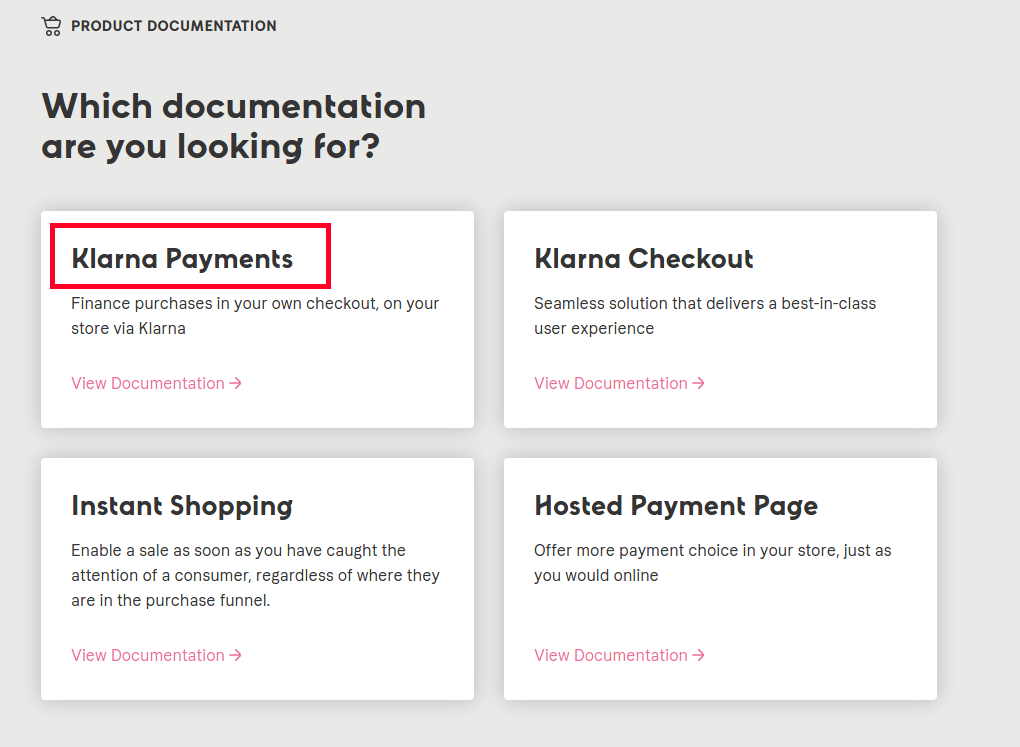 PRODUCT DOCUMENTATION
Which documentation
are you looking for?
Klarna Payments
Finance purchases in your own checkout, on your
store via Klarna
View Documentation →
Klarna Checkout
Seamless solution that delivers a best-in-class
user experience
View Documentation →
Instant Shopping
Enable a sale as soon as you have caught the
attention of a consumer, regardless of where they
are in the purchase funnel.
View Documentation →
Hosted Payment Page
Offer more payment choice in your store, just as
you would online
View Documentation →